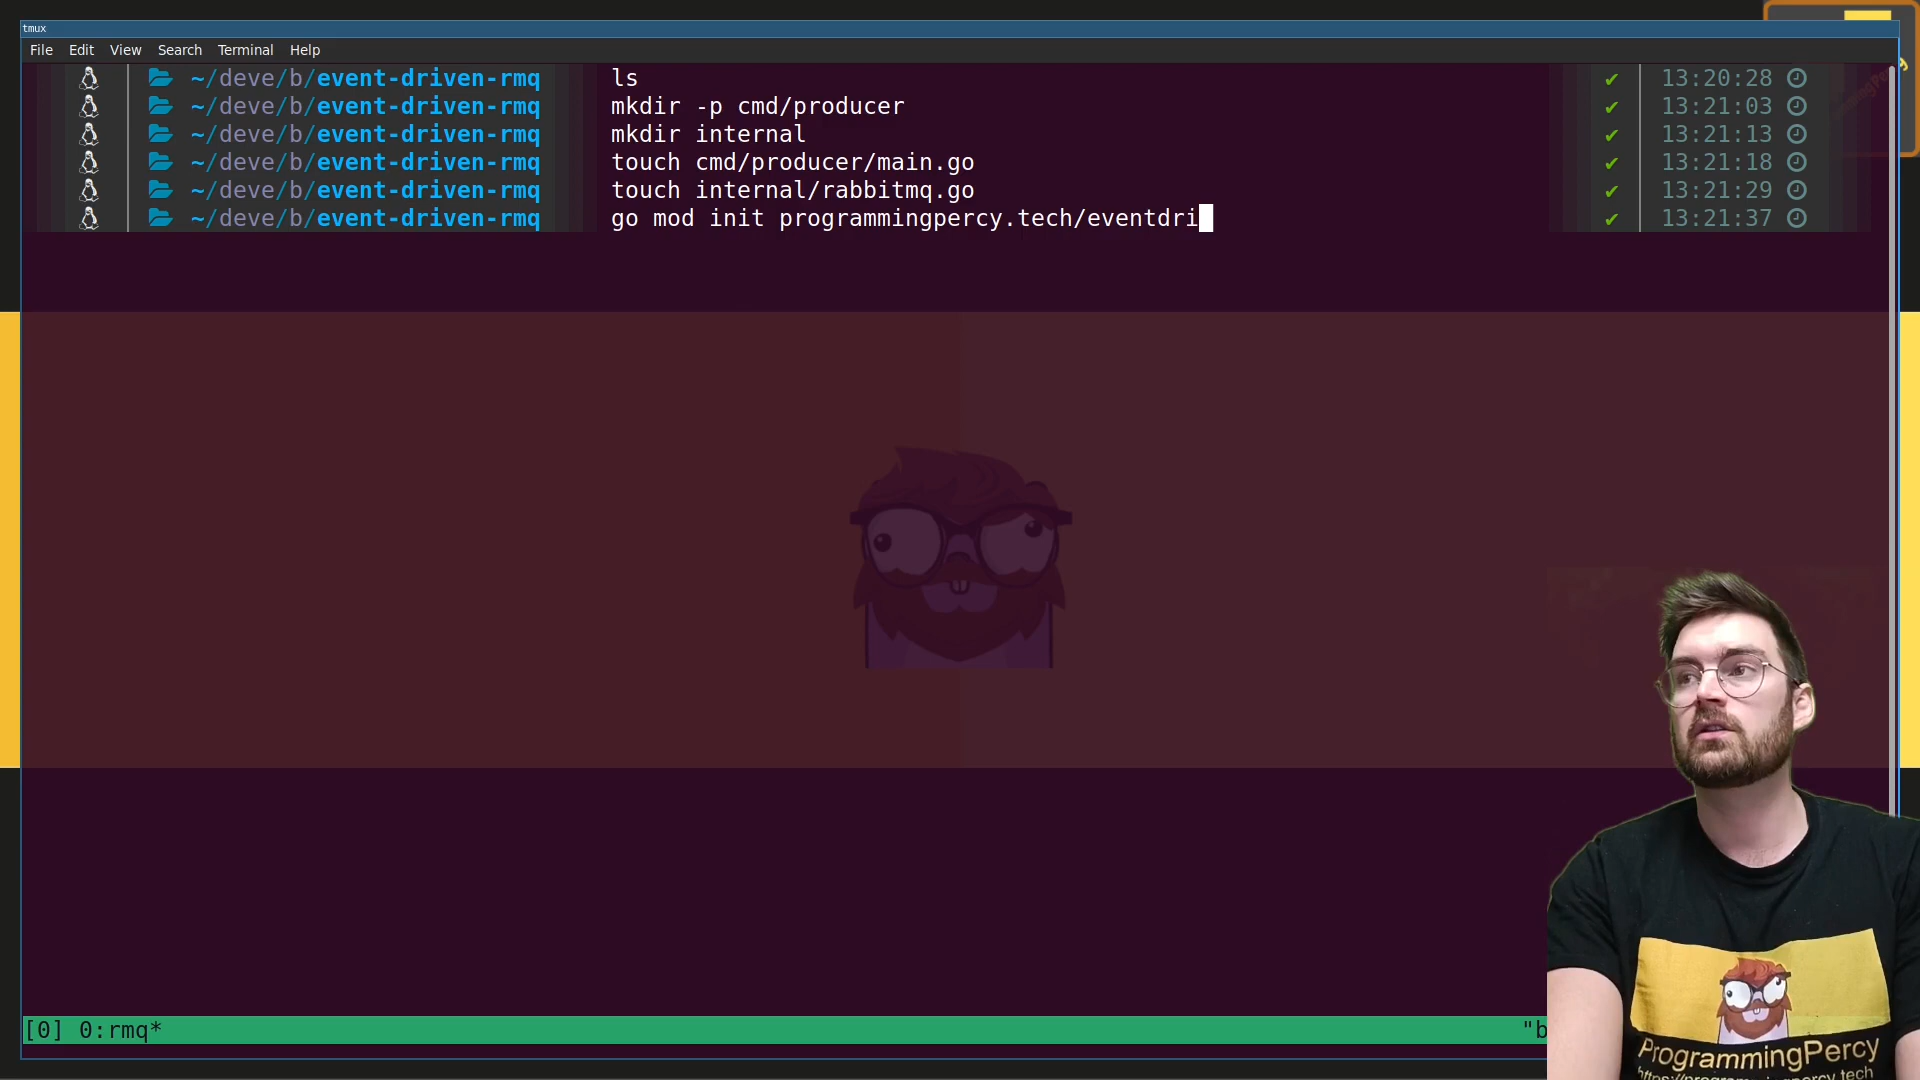 tmux
File Edit View Search Terminal Help
~/deve/b/event-driven-rmq ls ✔ 13:20:28
~/deve/b/event-driven-rmq mkdir -p cmd/producer ✔ 13:21:03
~/deve/b/event-driven-rmq mkdir internal ✔ 13:21:13
~/deve/b/event-driven-rmq touch cmd/producer/main.go ✔ 13:21:18
~/deve/b/event-driven-rmq touch internal/rabbitmq.go ✔ 13:21:29
~/deve/b/event-driven-rmq go mod init programmingpercy.tech/eventdri ✔ 13:21:37
[0] 0:rmq* "b
ProgrammingPercy
https://programmingpercy.tech